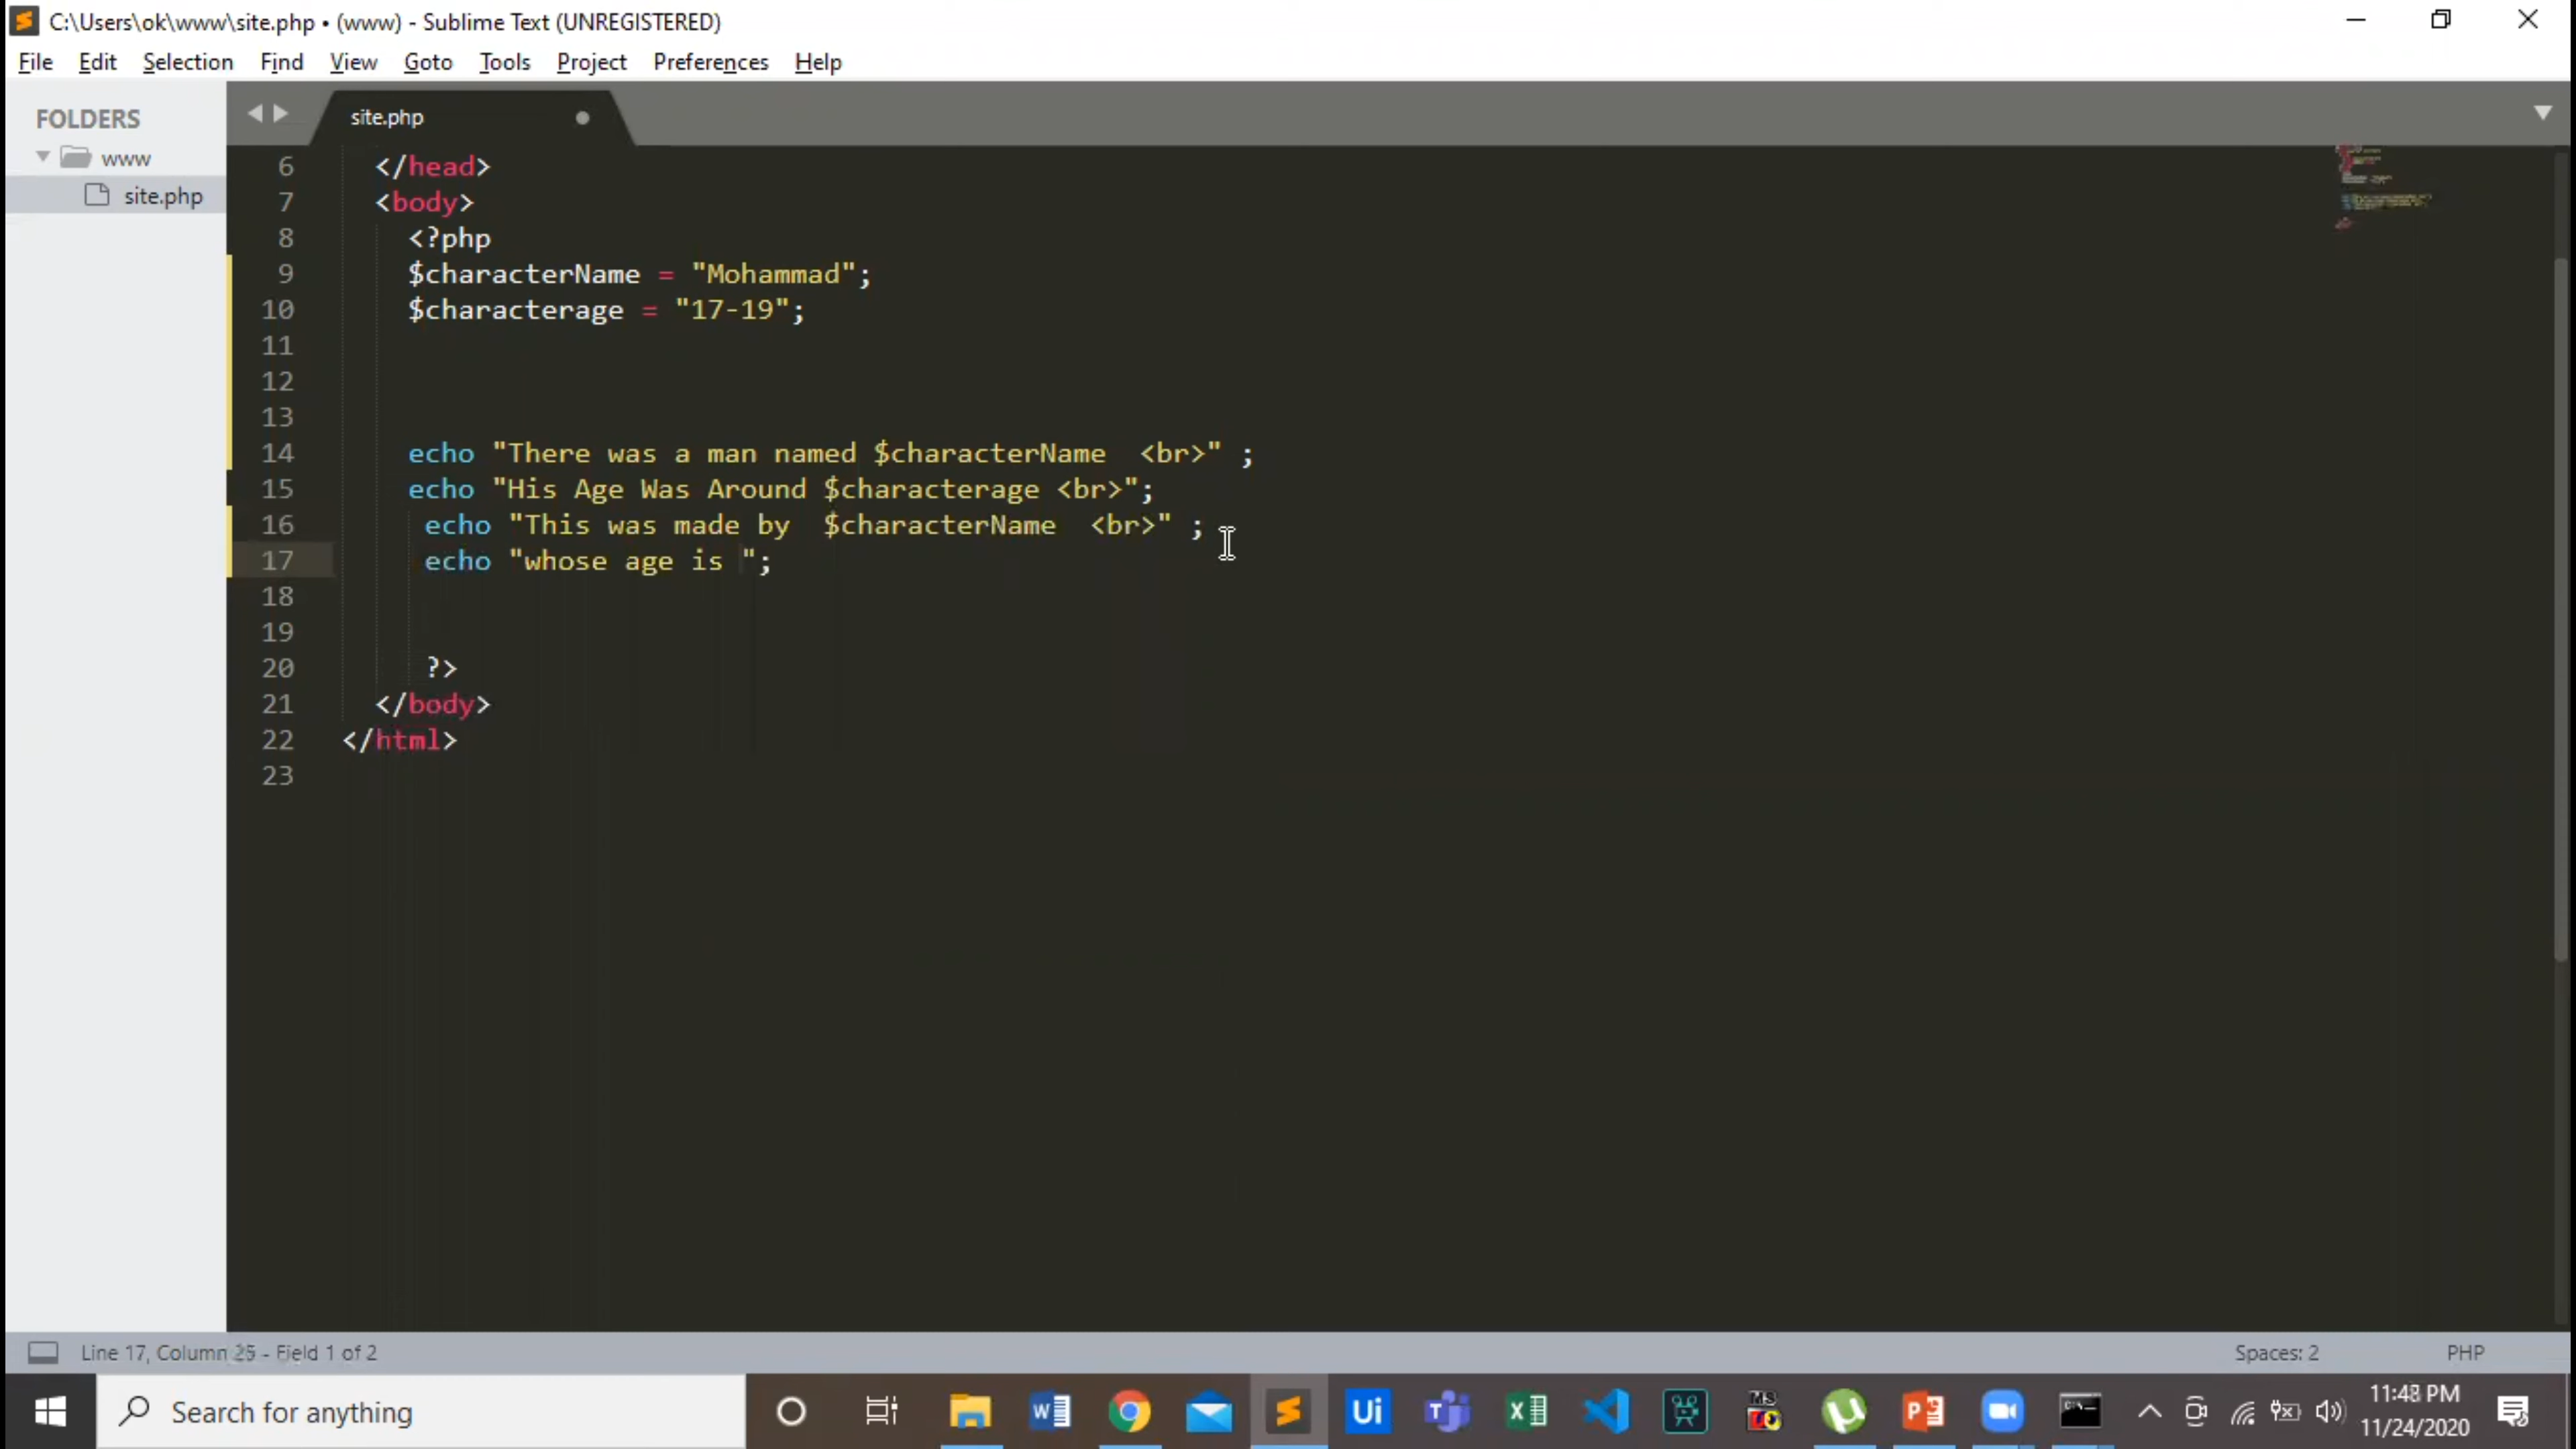 C:\Users\ok\www\site.php • (www) - Sublime Text (UNREGISTERED)
File Edit Selection Find View Goto Tools Project Preferences Help
FOLDERS
www
site.php
site.php
6 </head>
7 <body>
8 <?php
9 $characterName = "Mohammad";
10 $characterage = "17-19";
11
12
13
14 echo "There was a man named $characterName  <br>" ;
15 echo "His Age Was Around $characterage <br>";
16 echo "This was made by  $characterName  <br>" ;
17 echo "whose age is ";
18
19
20 ?>
21 </body>
22 </html>
23
Line 17, Column 25 - Field 1 of 2
Spaces: 2
PHP
Search for anything
Ui
11:48 PM
11/24/2020